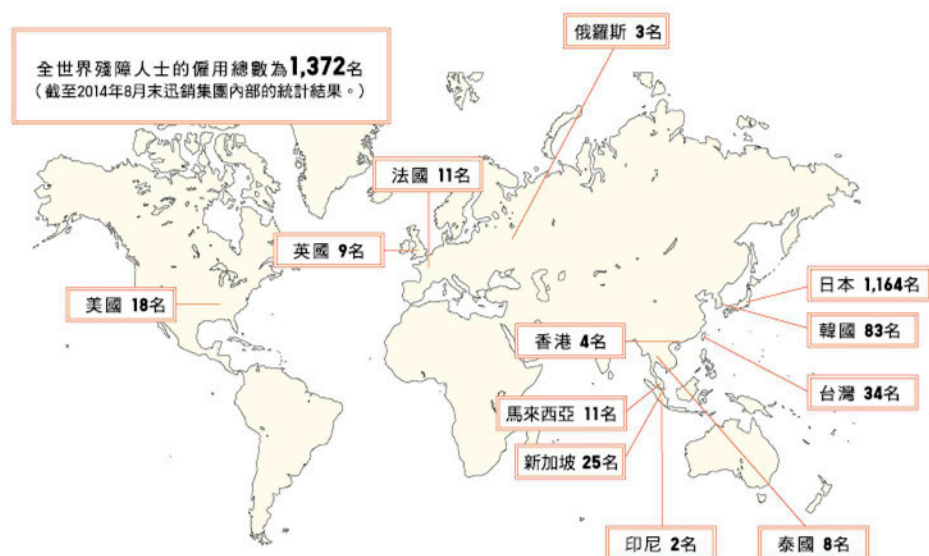 全世界殘障人士的僱用總數為1,372名
（截至2014年8月末迅銷集團內部的統計結果。）
俄羅斯 3名
法國 11名
英國 9名
美國 18名
日本 1,164名
韓國 83名
香港 4名
台灣 34名
馬來西亞 11名
新加坡 25名
印尼 2名
泰國 8名